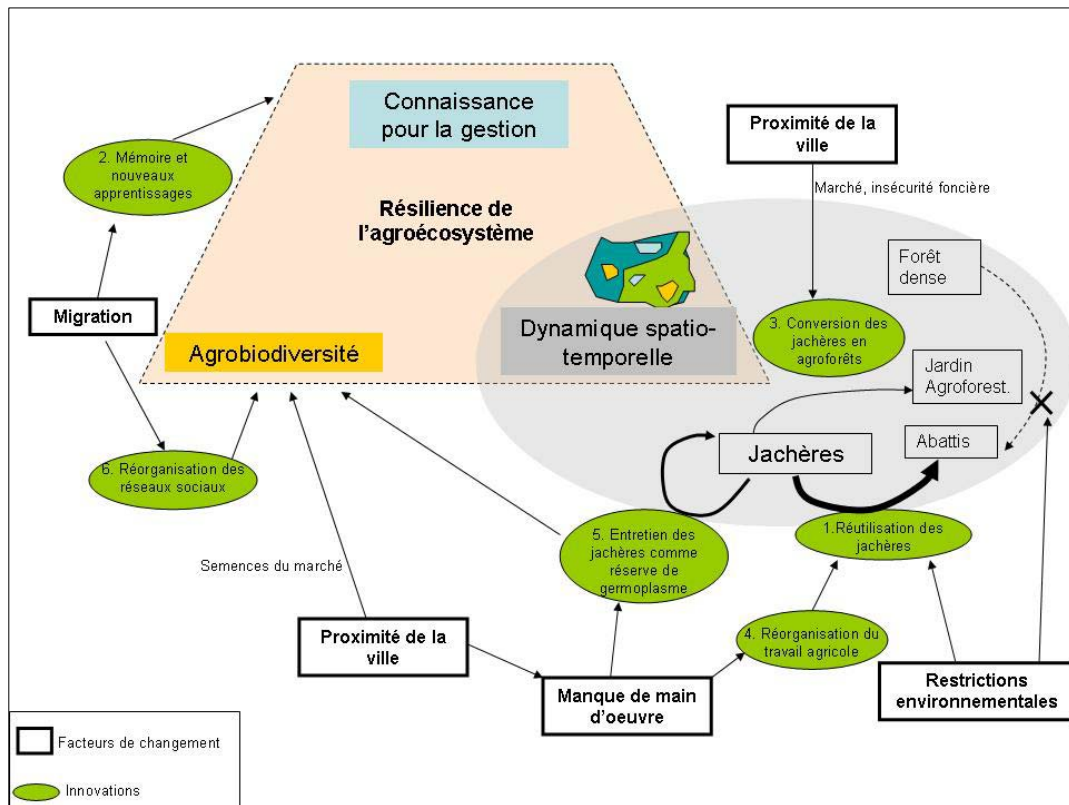 Connaissance
pour la gestion
Proximité de la
ville
2. Mémoire et
nouveaux
apprentissages
Marché, insécurité foncière
Résilience de
l'agroécosystème
Forêt
dense
Migration
3. Conversion des
jachères en
agroforêts
Dynamique spatio-
temporelle
Agrobiodiversité
Jardin
Agroforest.
Jachères
Abattis
6. Réorganisation des
réseaux sociaux
5. Entretien des
jachères comme
réserve de
germoplasme
1.Réutilisation des
jachères
Semences du marché
Proximité de la
ville
4. Réorganisation du
travail agricole
Manque de main
d'oeuvre
Restrictions
environnementales
Facteurs de changement
Innovations